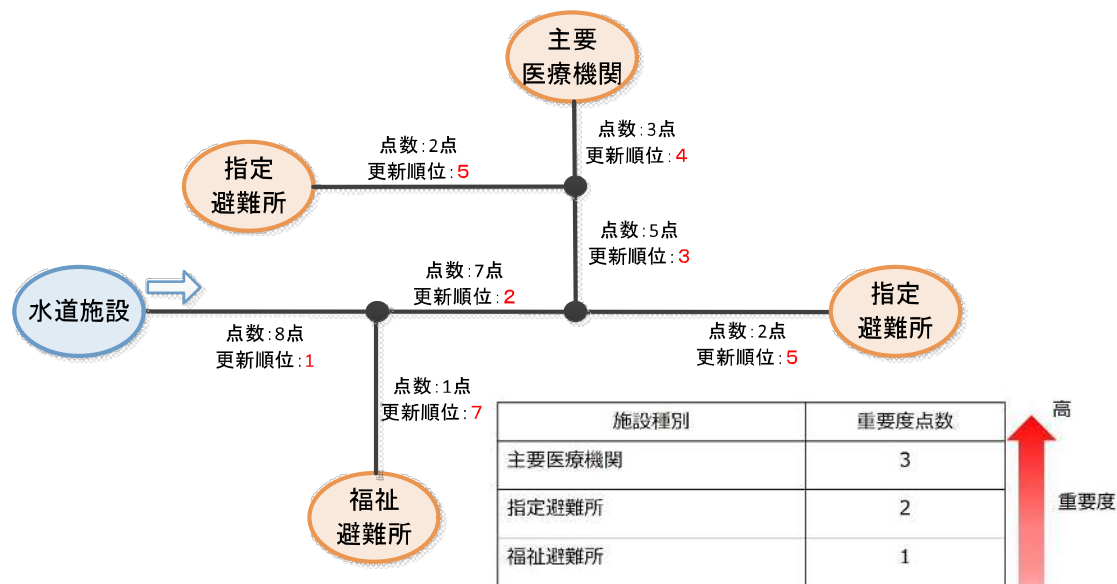 主要
医療機関
点数:3点
更新順位:4
点数:2点
更新順位:5
指定
避難所
点数:5点
更新順位:3
点数:7点
更新順位:2
水道施設
指定
避難所
点数:8点
更新順位:1
点数:2点
更新順位:5
点数:1点
更新順位:7
福祉
避難所
施設種別 重要度点数
主要医療機関 3
指定避難所 2
福祉避難所 1
高
重要度